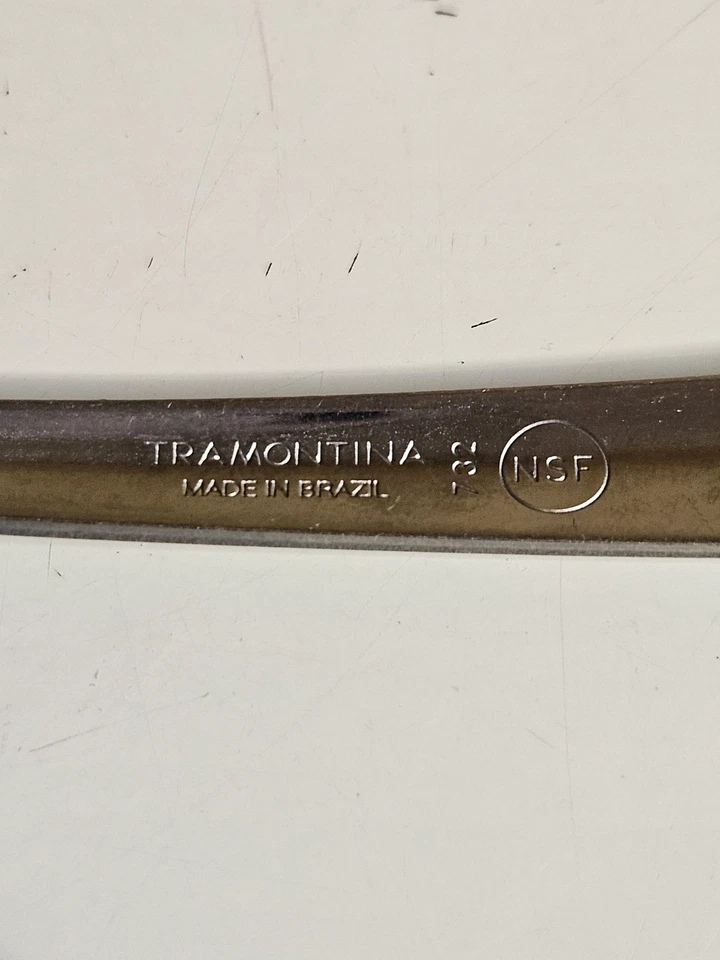 TRAMONTINA
MADE IN BRAZIL
732
NSF